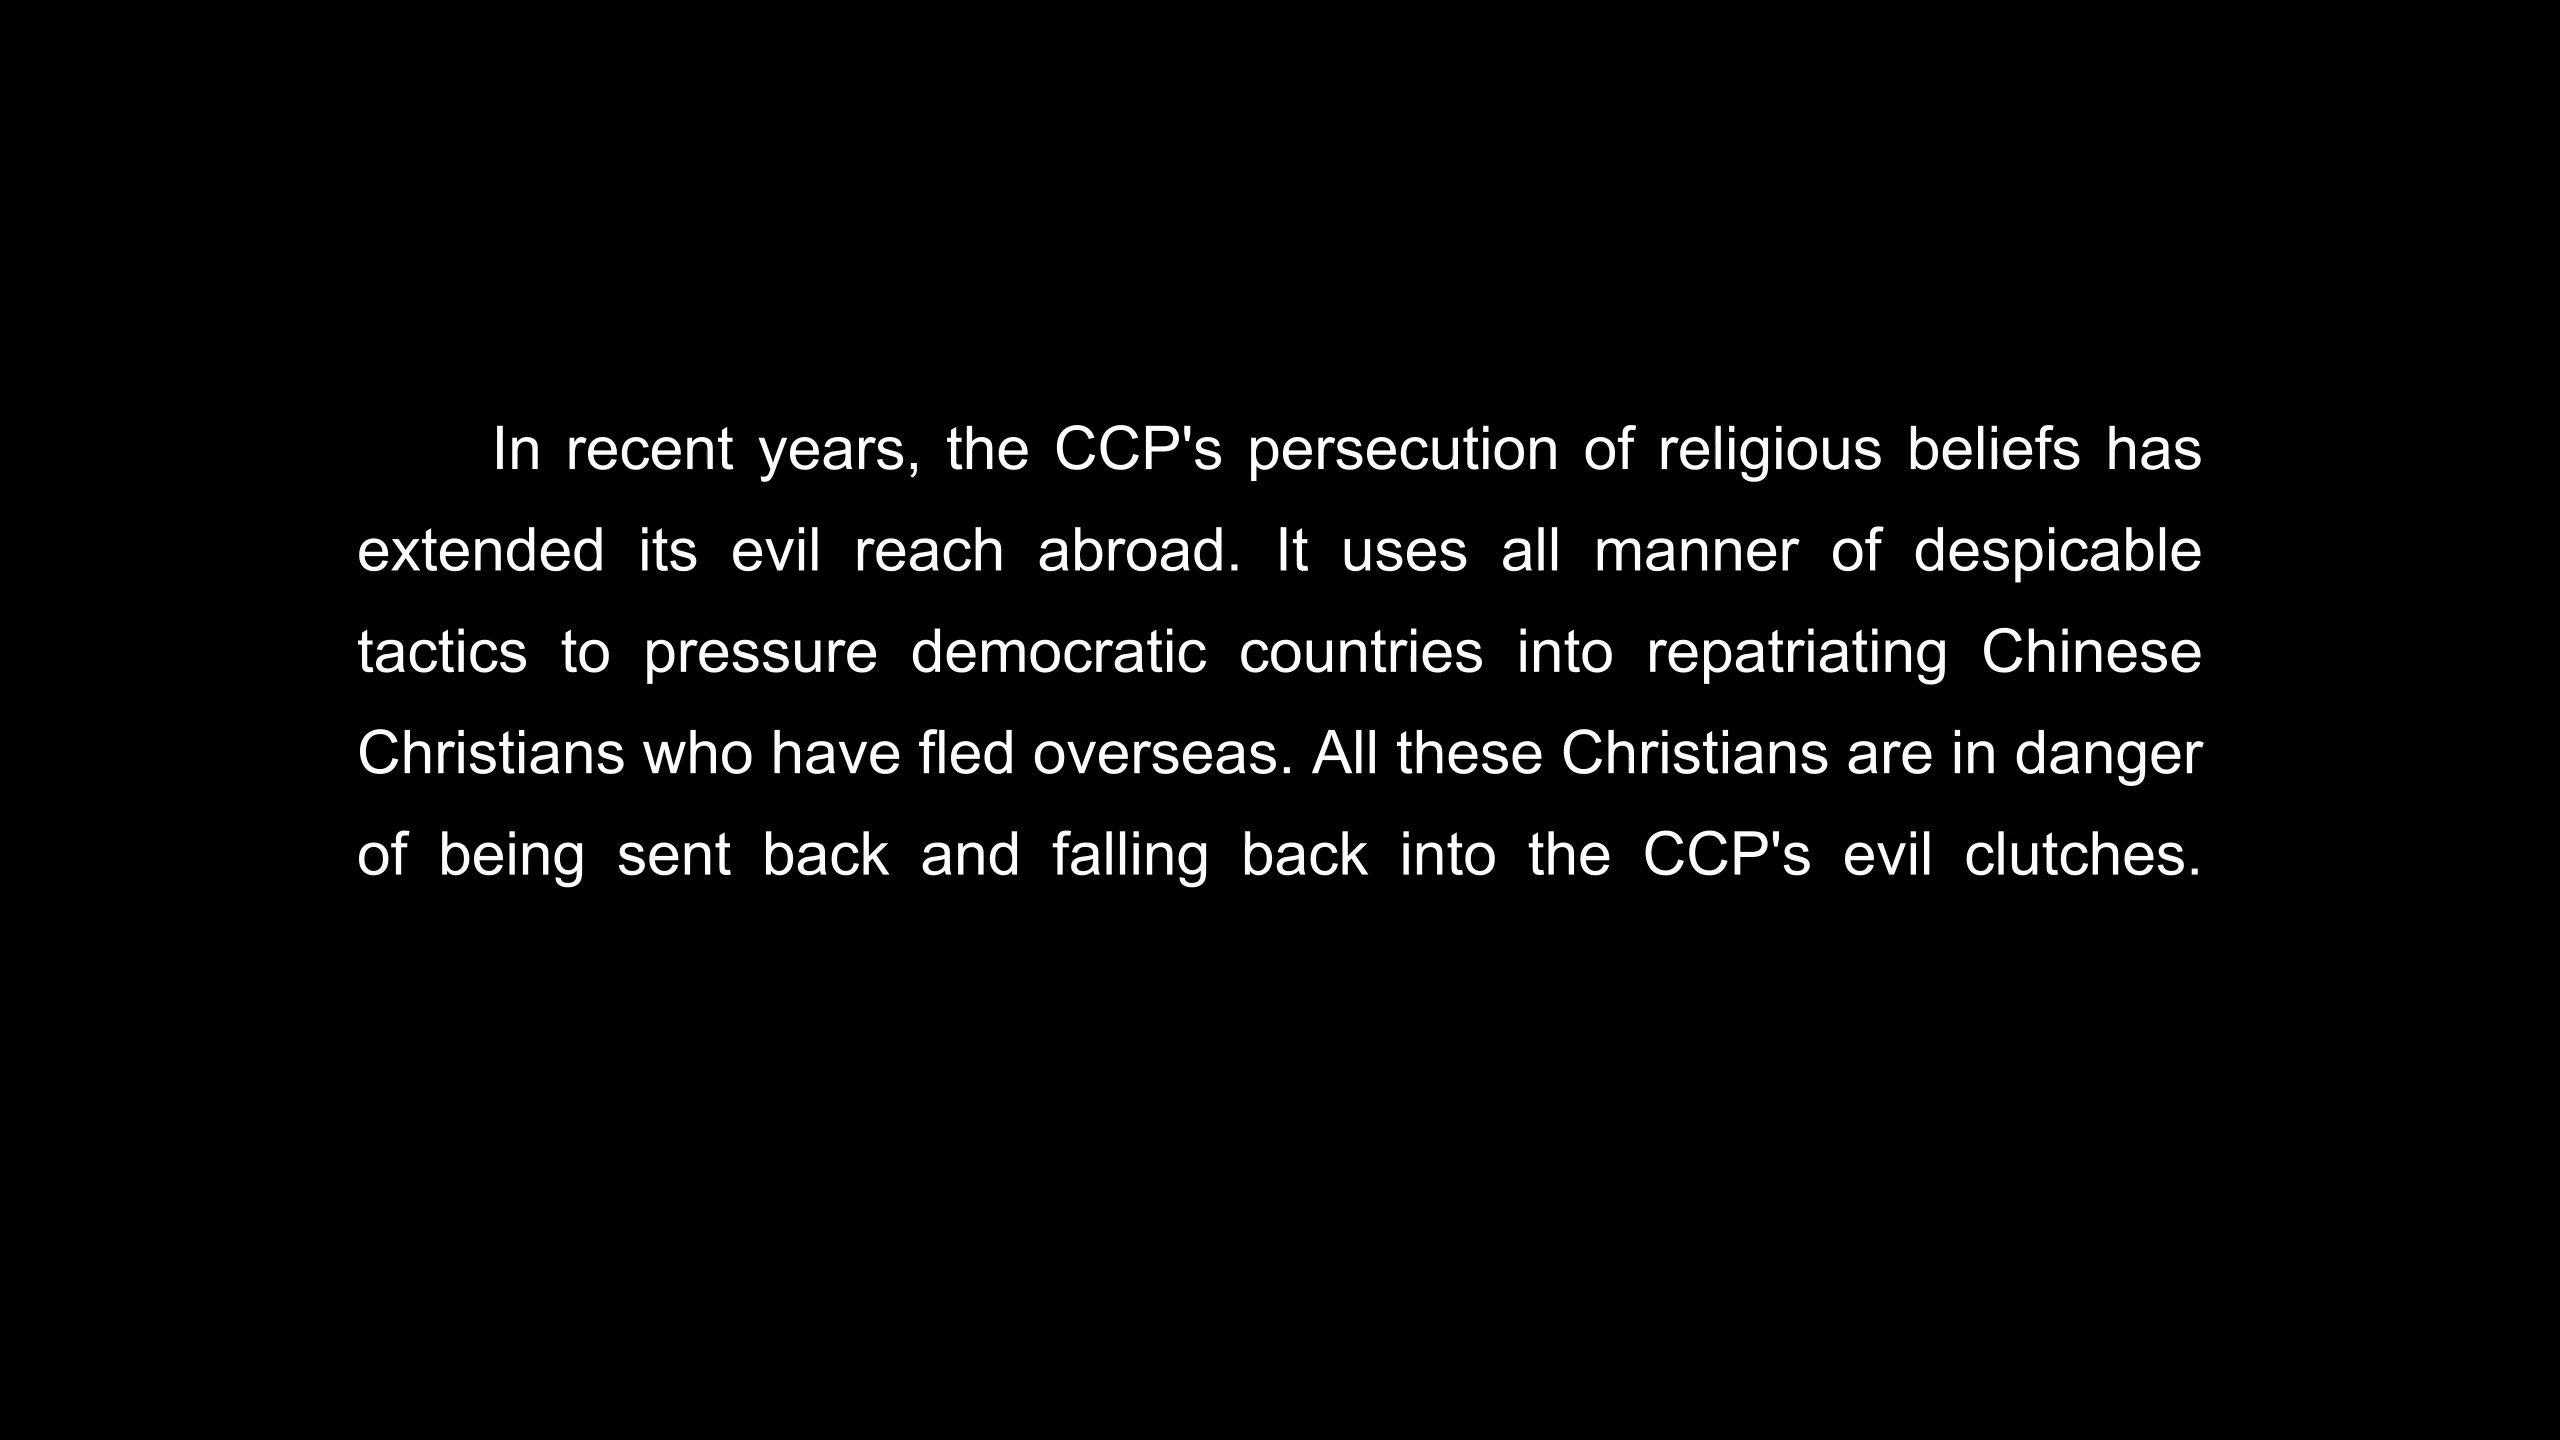 In recent years, the CCP's persecution of religious beliefs has
extended its evil reach abroad. It uses all manner of despicable
tactics to pressure democratic countries into repatriating Chinese
Christians who have fled overseas. All these Christians are in danger
of being sent back and falling back into the CCP's evil clutches.